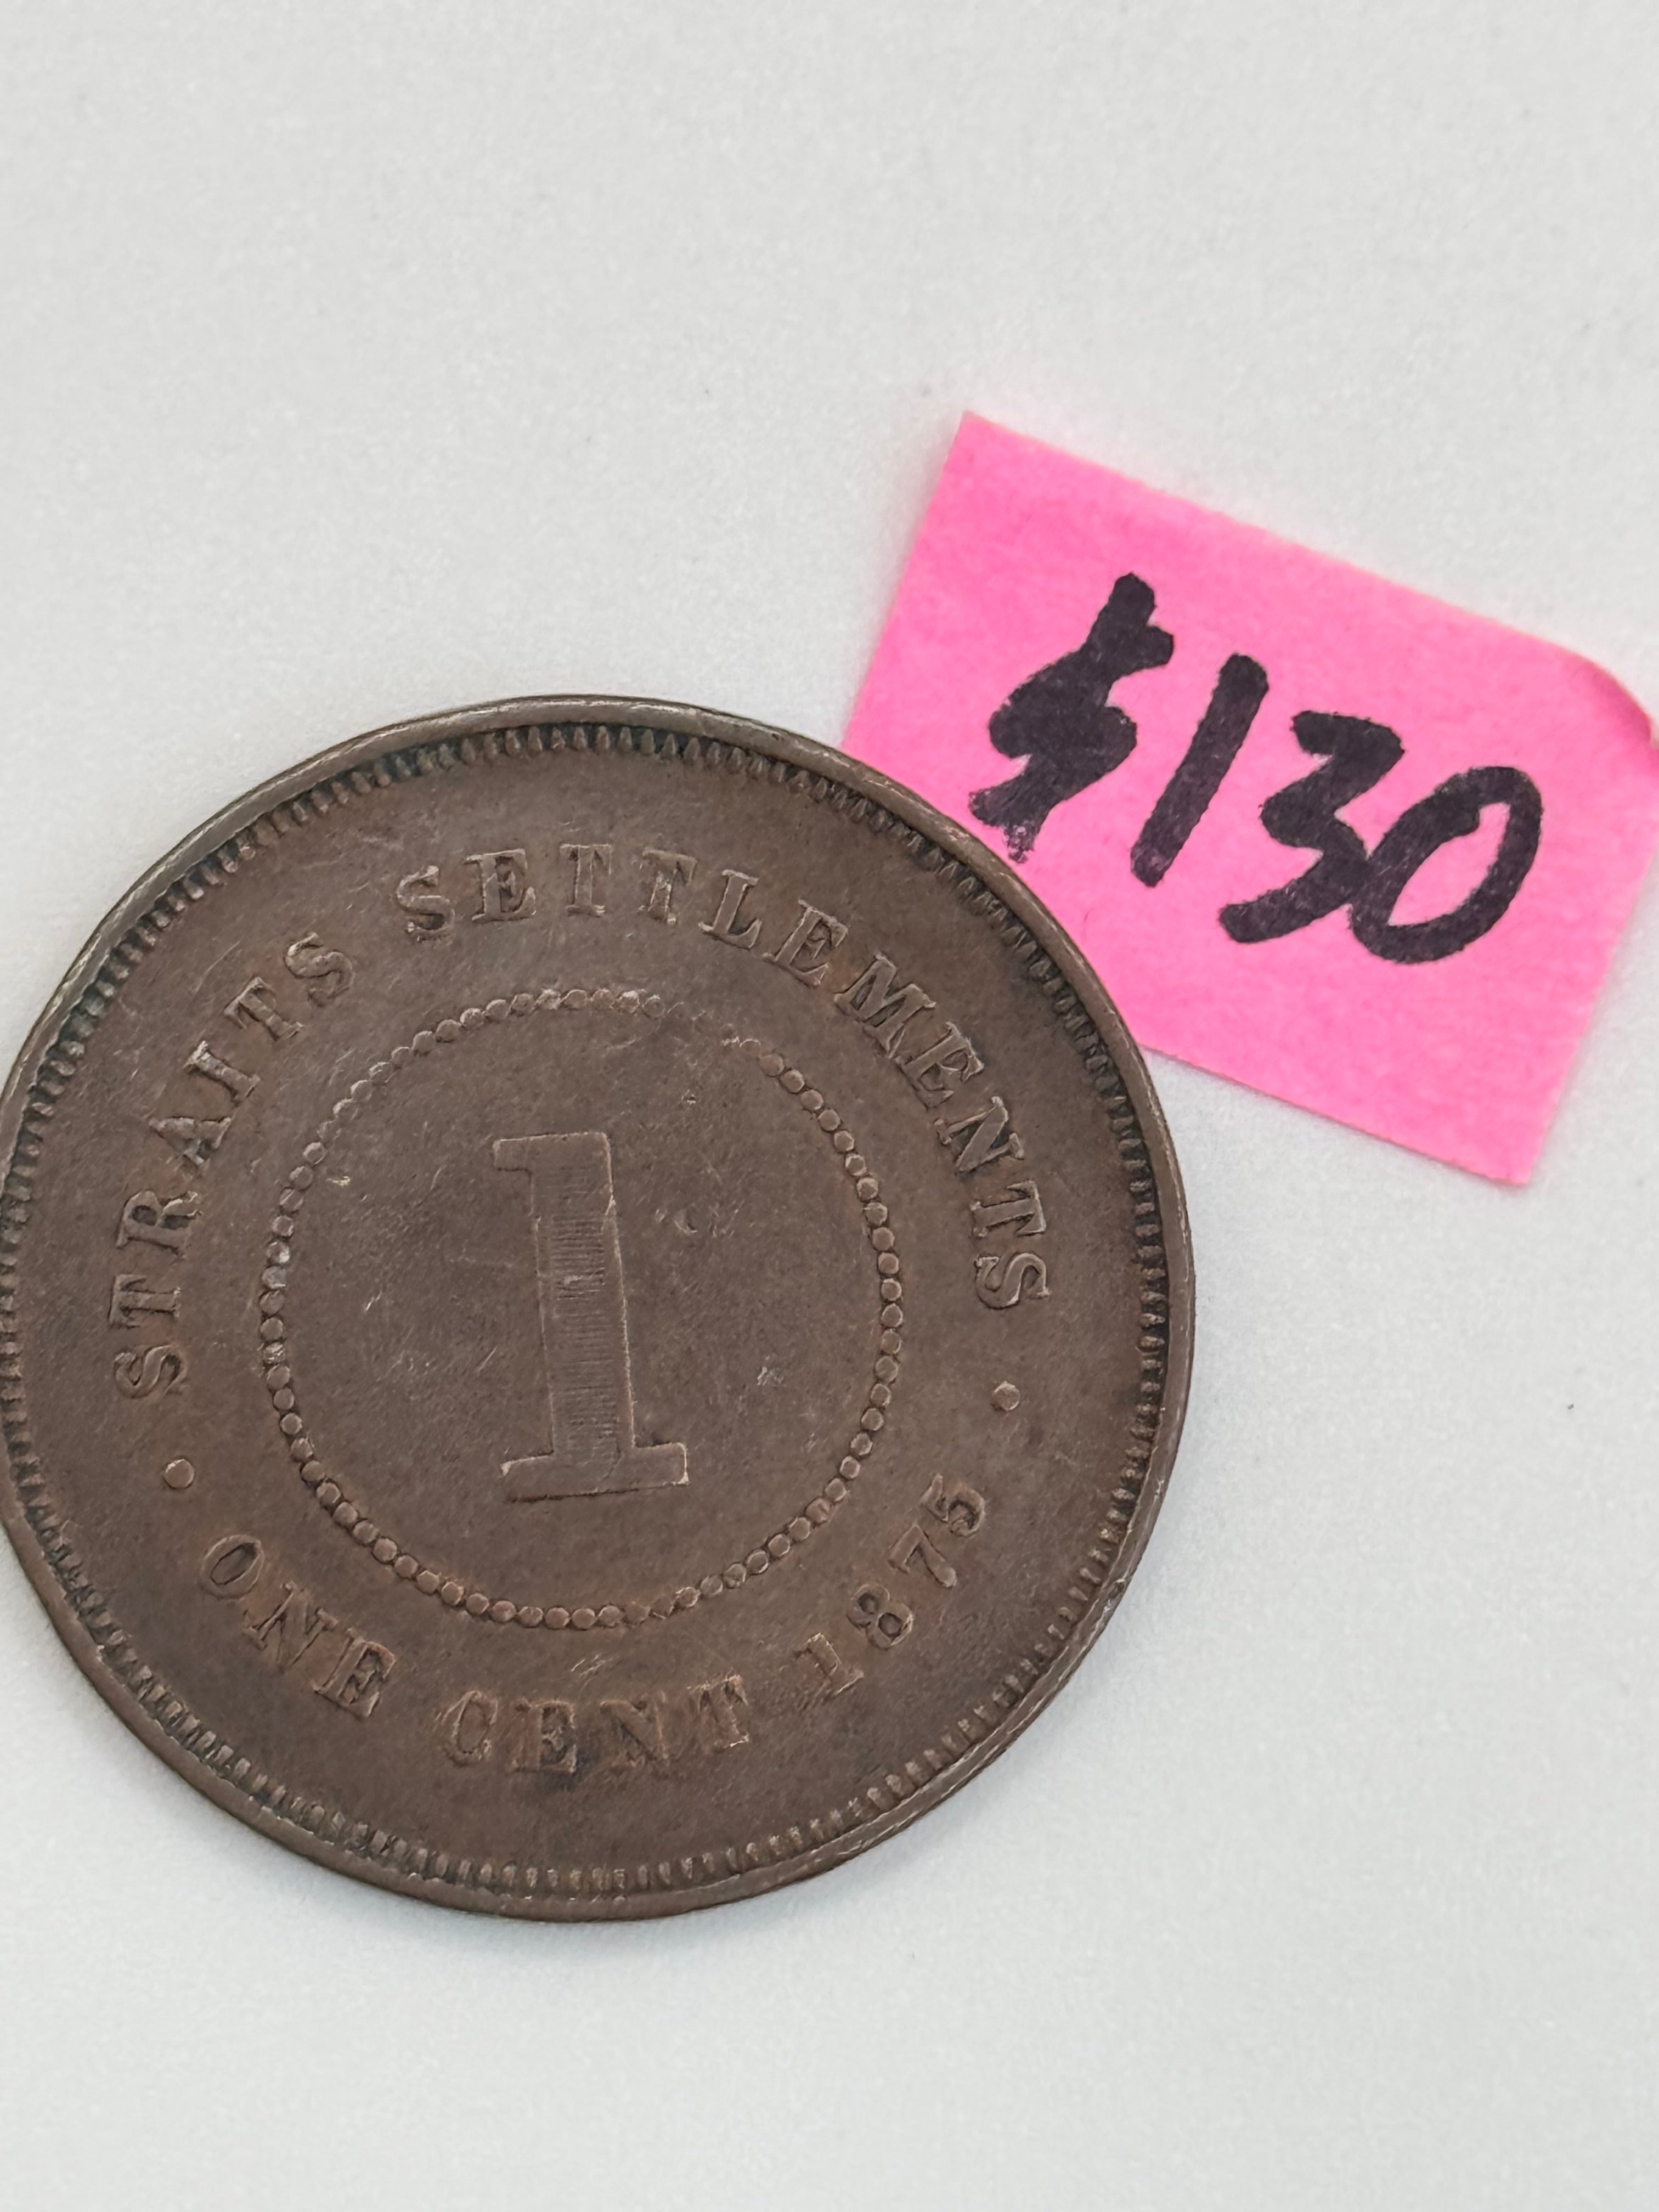 $130
STRAITS SETTLEMENTS
1
· ONE CENT 1875 ·